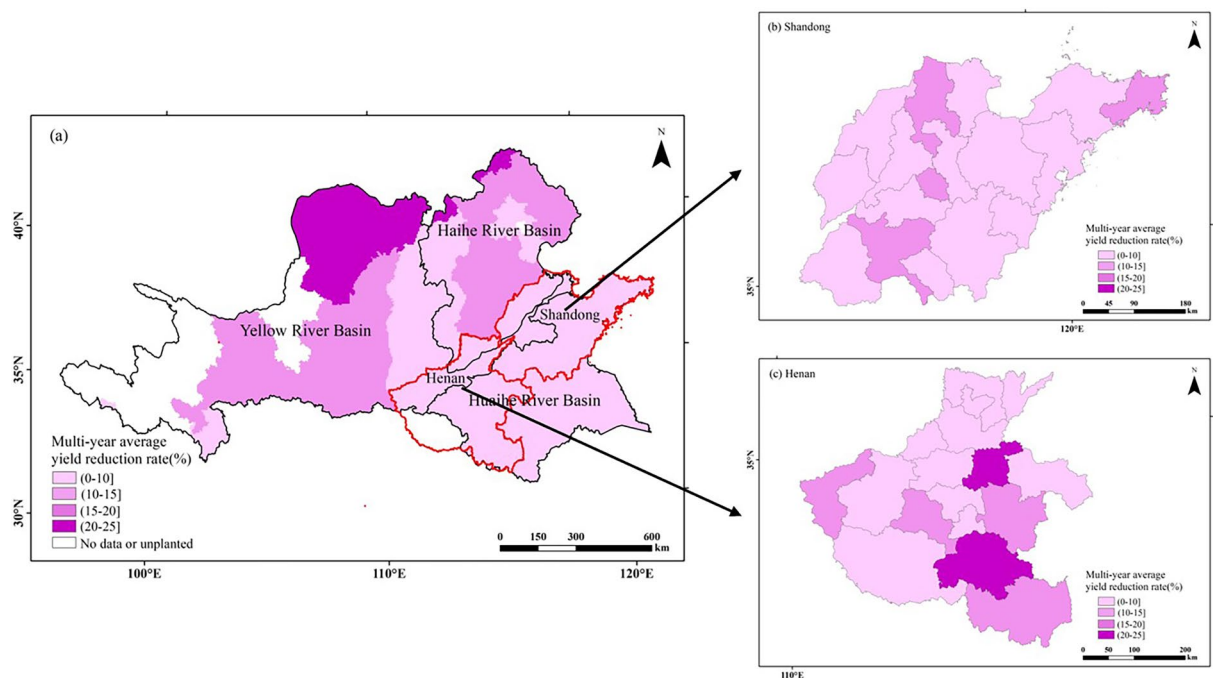 (a)
N
40°N
35°N
30°N
Haihe River Basin
Yellow River Basin
Shandong
Henan
Huaihe River Basin
Multi-year average
yield reduction rate(%)
(0-10]
(10-15]
(15-20]
(20-25]
No data or unplanted
0 150 300 600
km
100°E 110°E 120°E
(b) Shandong
N
35°N
Multi-year average
yield reduction rate(%)
(0-10]
(10-15]
(15-20]
(20-25]
0 45 90 180
km
120°E
(c) Henan
N
35°N
Multi-year average
yield reduction rate(%)
(0-10]
(10-15]
(15-20]
(20-25]
0 50 100 200
km
110°E